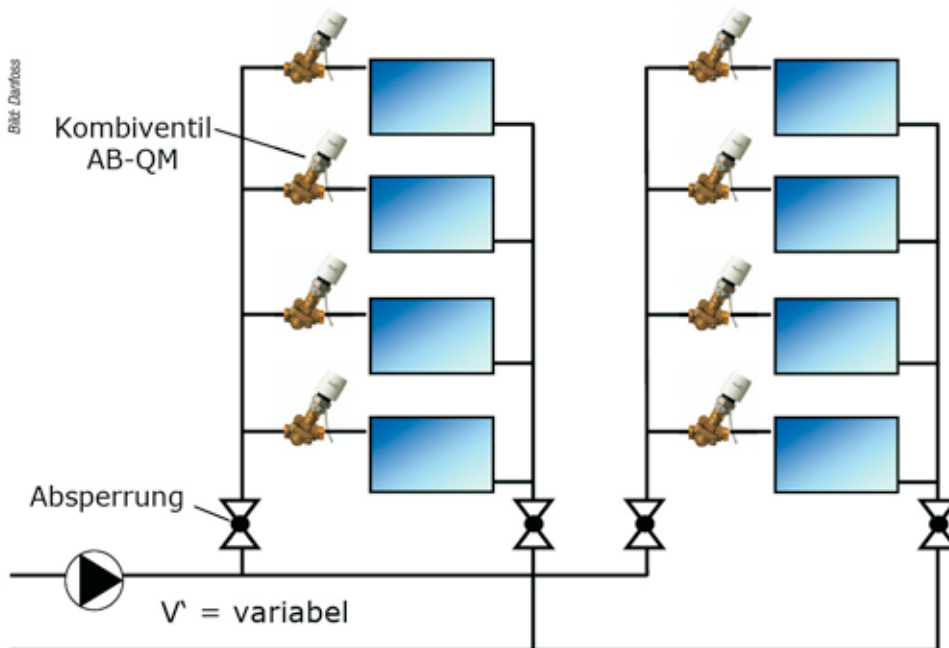 Bild: Danfoss
Kombiventil
AB-QM
Absperrung
V‘ = variabel